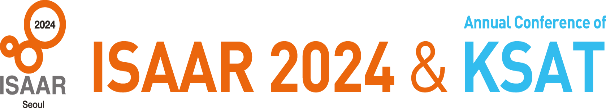 2024
ISAAR
Seoul
ISAAR 2024 & KSAT
Annual Conference of